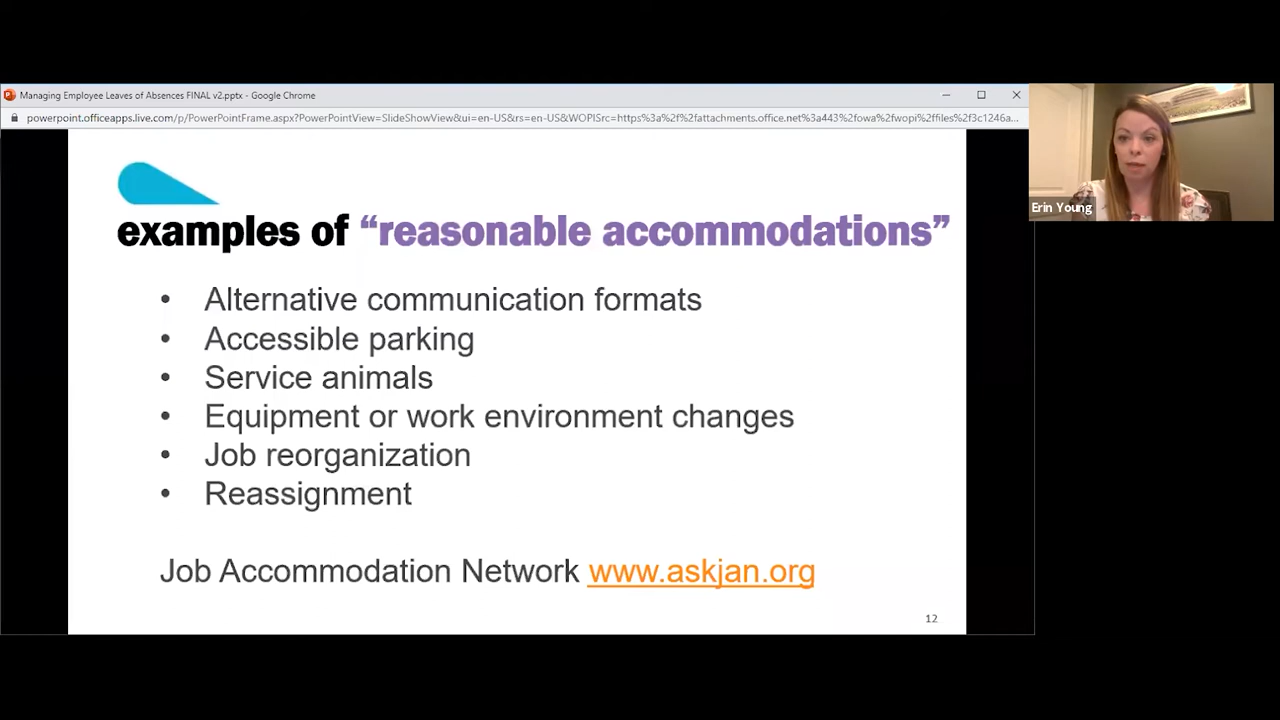 Managing Employee Leaves of Absences FINAL v2.pptx - Google Chrome
powerpoint.officeapps.live.com/p/PowerPointFrame.aspx?PowerPointView=SlideShowView&ui=en-US&rs=en-US&WOPISrc=https%3a%2f%2fattachments.office.net%3a443%2fowa%2fwopi%2ffiles%2f3c1246a...
Erin Young
examples of “reasonable accommodations”
• Alternative communication formats
• Accessible parking
• Service animals
• Equipment or work environment changes
• Job reorganization
• Reassignment
Job Accommodation Network www.askjan.org
12